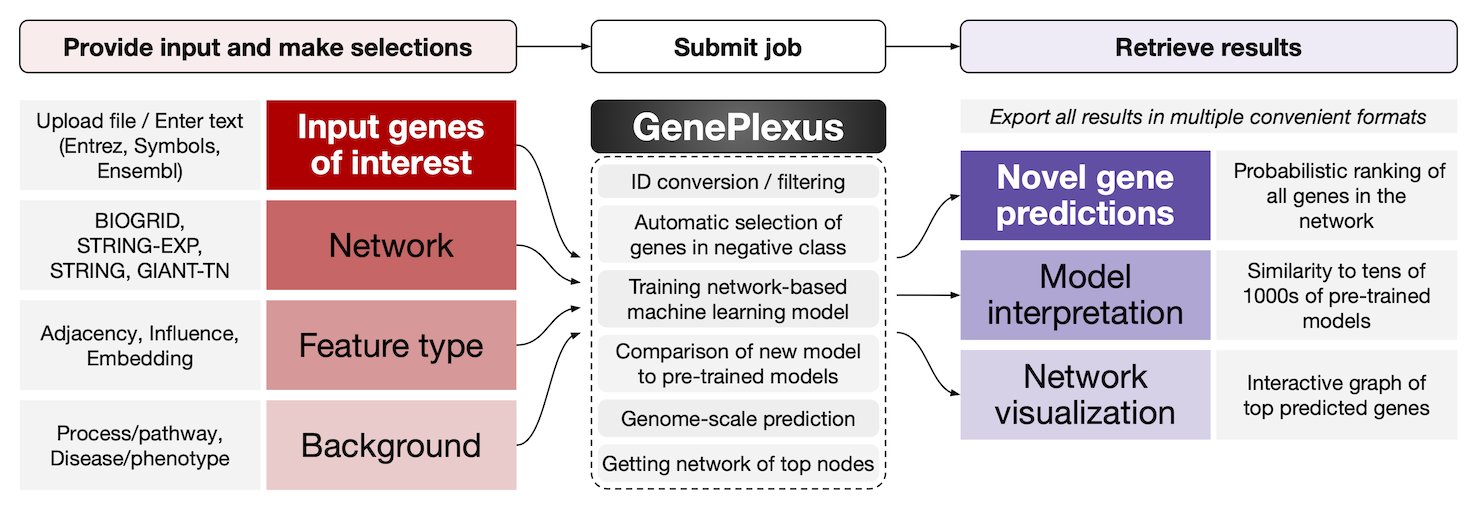 Provide input and make selections
Submit job
Retrieve results
Upload file / Enter text
(Entrez, Symbols,
Ensembl)
Input genes
of interest
BIOGRID,
STRING-EXP,
STRING, GIANT-TN
Network
Adjacency, Influence,
Embedding
Feature type
Process/pathway,
Disease/phenotype
Background
GenePlexus
ID conversion / filtering
Automatic selection of
genes in negative class
Training network-based
machine learning model
Comparison of new model
to pre-trained models
Genome-scale prediction
Getting network of top nodes
Export all results in multiple convenient formats
Novel gene
predictions
Probabilistic ranking of
all genes in the
network
Model
interpretation
Similarity to tens of
1000s of pre-trained
models
Network
visualization
Interactive graph of
top predicted genes